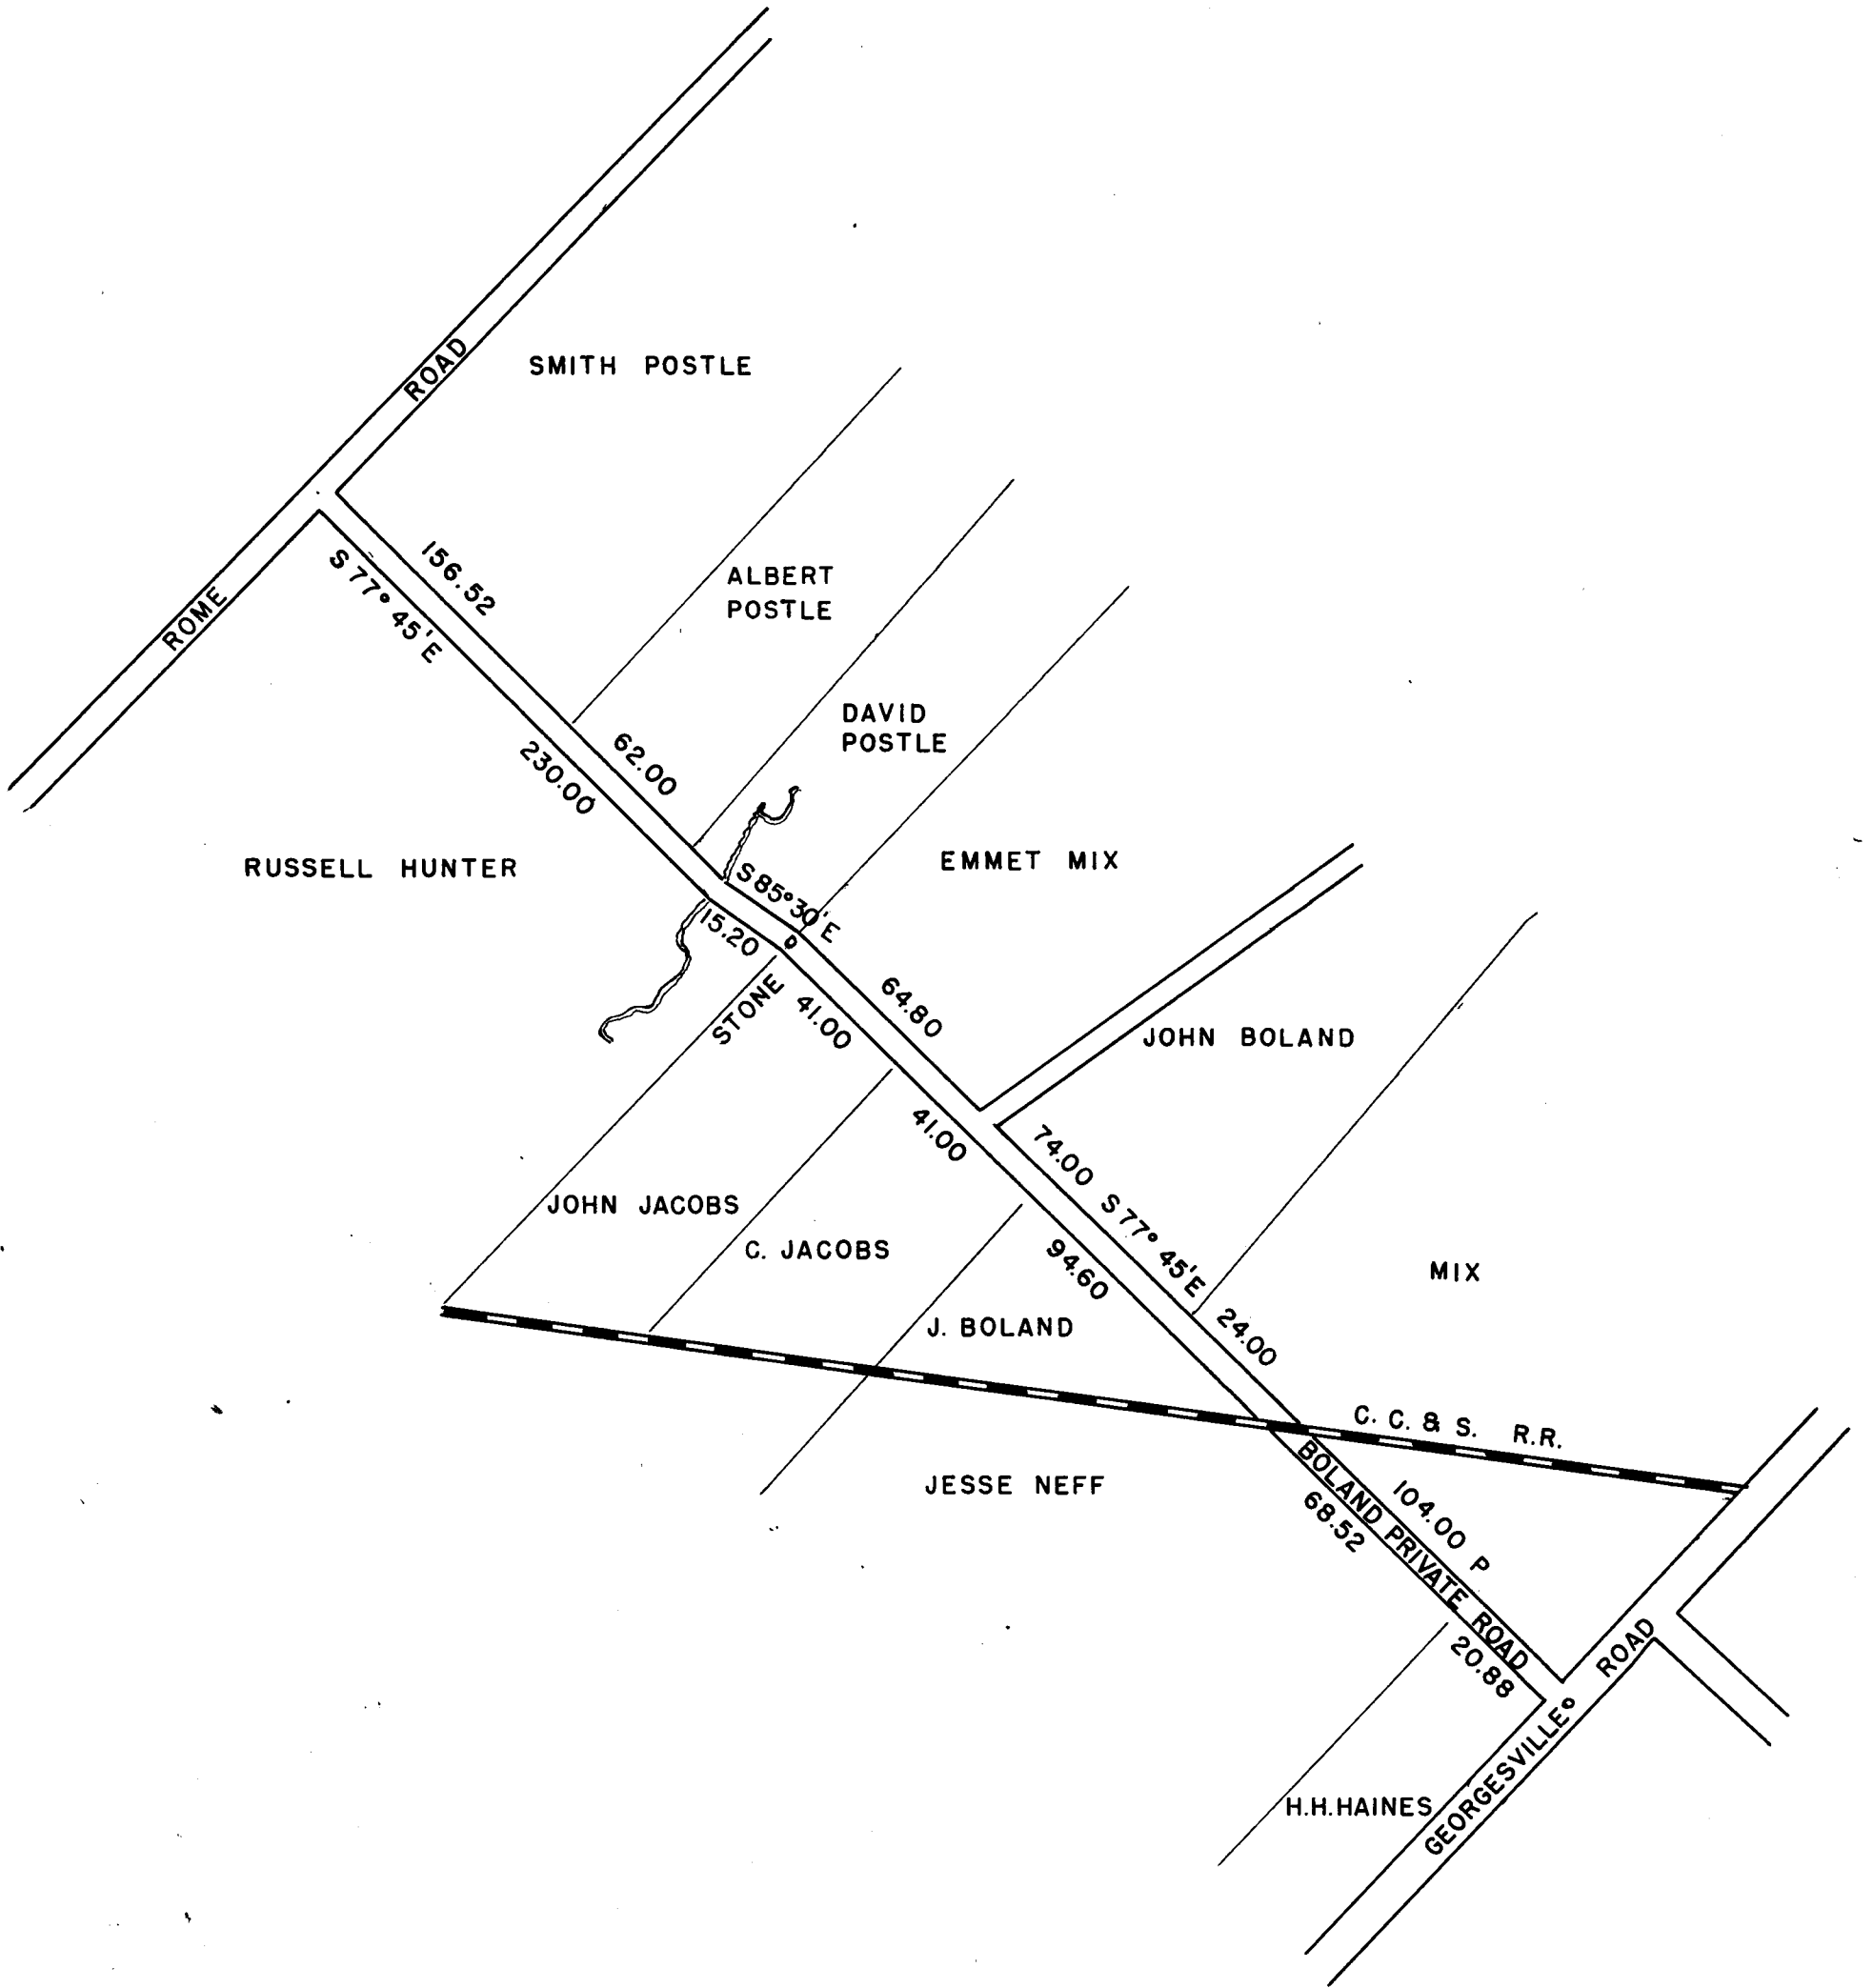 ROME ROAD
SMITH POSTLE
156.52
S 77° 45' E
ALBERT
POSTLE
62.00
230.00
DAVID
POSTLE
RUSSELL HUNTER
S 85° 30' E
EMMET MIX
15.20
STONE
41.00
64.80
JOHN BOLAND
41.00
74.00 S 77° 45' E
JOHN JACOBS
C. JACOBS
94.60
MIX
J. BOLAND
24.00
C. C. & S. R.R.
JESSE NEFF
BOLAND PRIVATE ROAD
104.00 P
68.52
20.88
H.H. HAINES
GEORGESVILLE ROAD